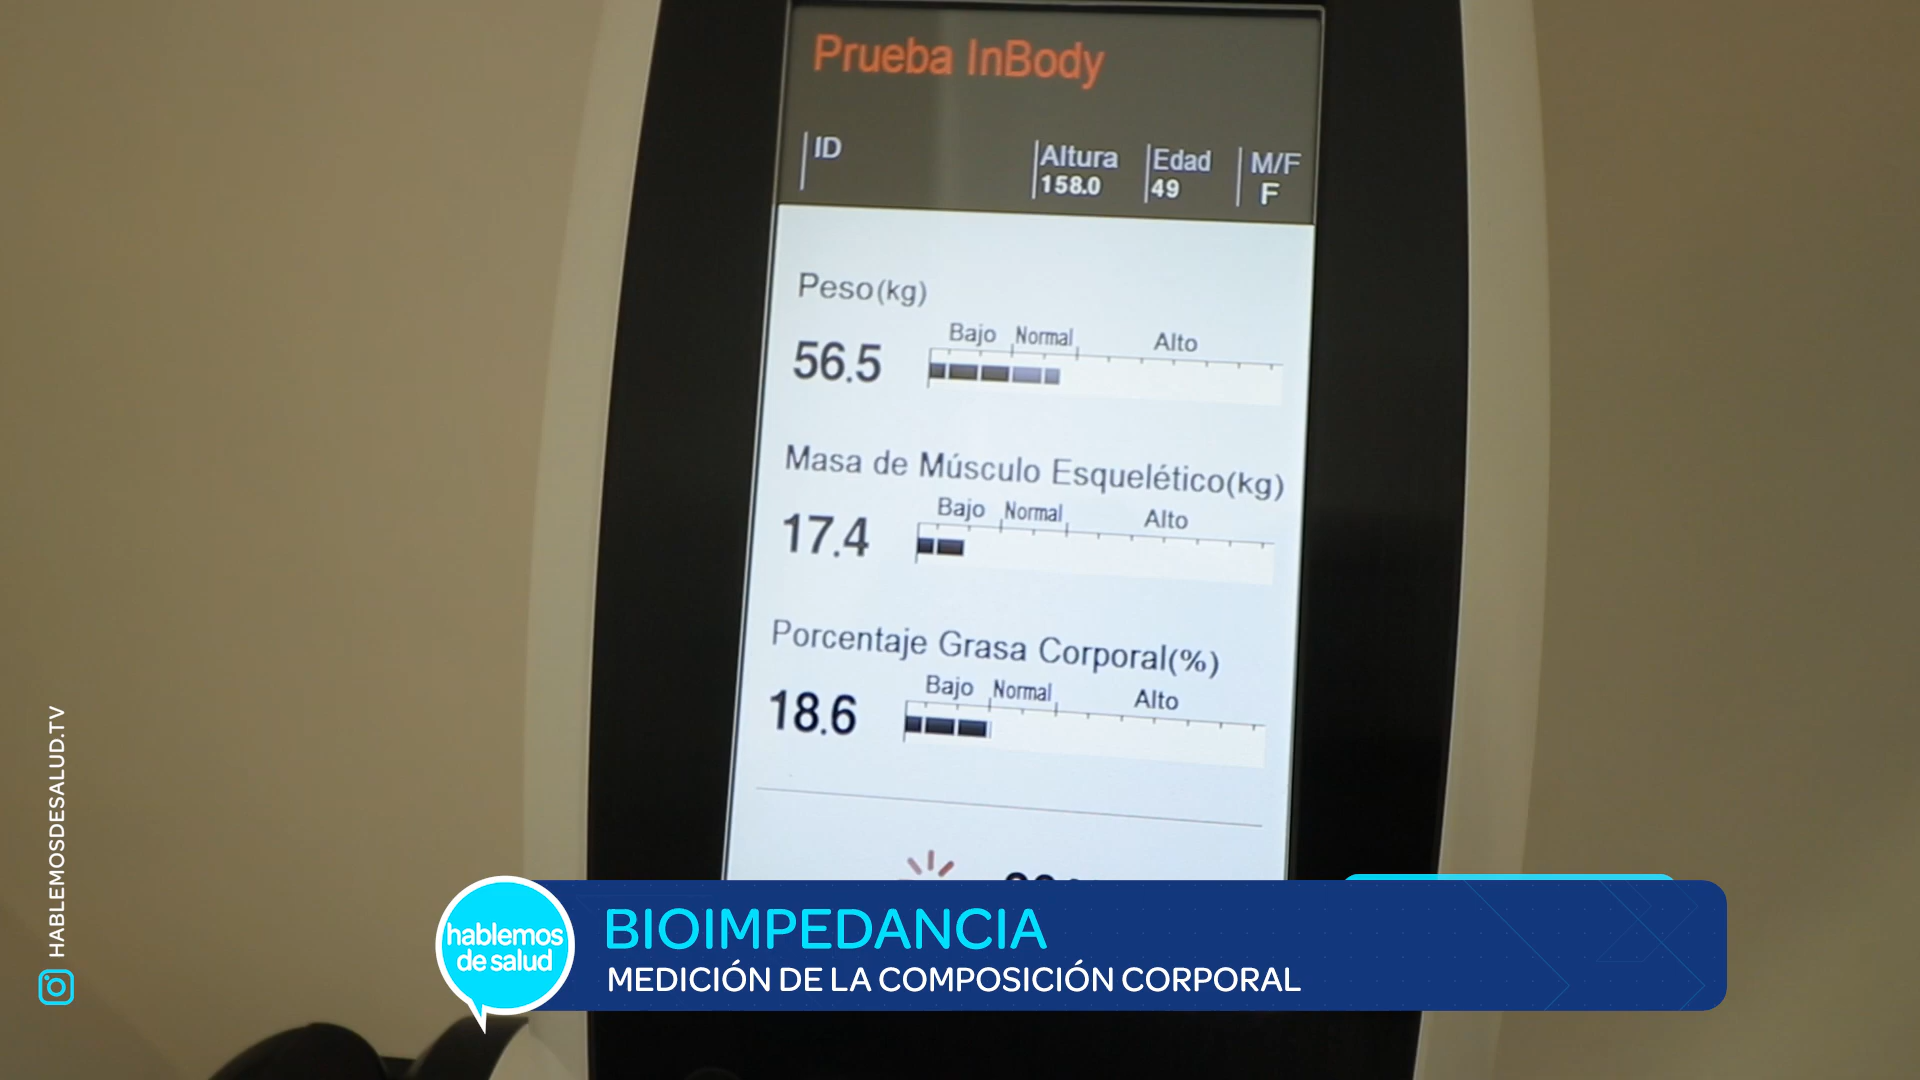 Prueba InBody
ID
Altura Edad M/F
158.0 49 F
Peso(kg)
Bajo Normal Alto
56.5
Masa de Músculo Esquelético(kg)
Bajo Normal Alto
17.4
Porcentaje Grasa Corporal(%)
Bajo Normal Alto
18.6
hablemos
de salud
BIOIMPEDANCIA
MEDICIÓN DE LA COMPOSICIÓN CORPORAL
HABLEMOSDESALUD.TV